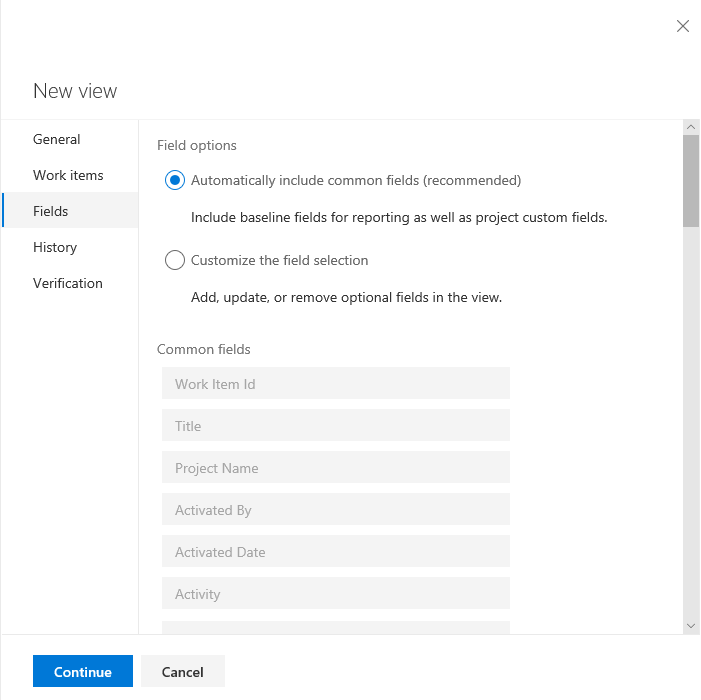 New view
General
Work items
Fields
History
Verification
Field options
Automatically include common fields (recommended)
Include baseline fields for reporting as well as project custom fields.
Customize the field selection
Add, update, or remove optional fields in the view.
Common fields
Work Item Id
Title
Project Name
Activated By
Activated Date
Activity
Continue
Cancel